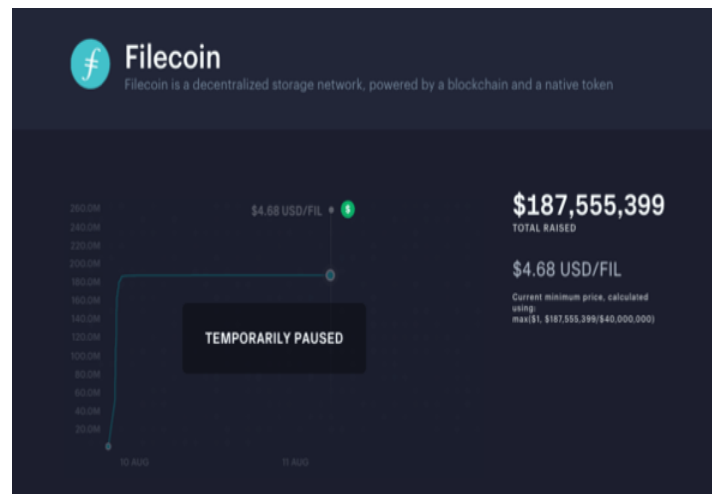 Filecoin
Filecoin is a decentralized storage network, powered by a blockchain and a native token
$187,555,399
TOTAL RAISED
$4.68 USD/FIL
Current minimum price, calculated
using:
max($1, $187,555,399/$40,000,000)
$4.68 USD/FIL
$
260.0M
240.0M
220.0M
200.0M
180.0M
160.0M
140.0M
120.0M
100.0M
80.0M
60.0M
40.0M
20.0M
TEMPORARILY PAUSED
10 AUG
11 AUG